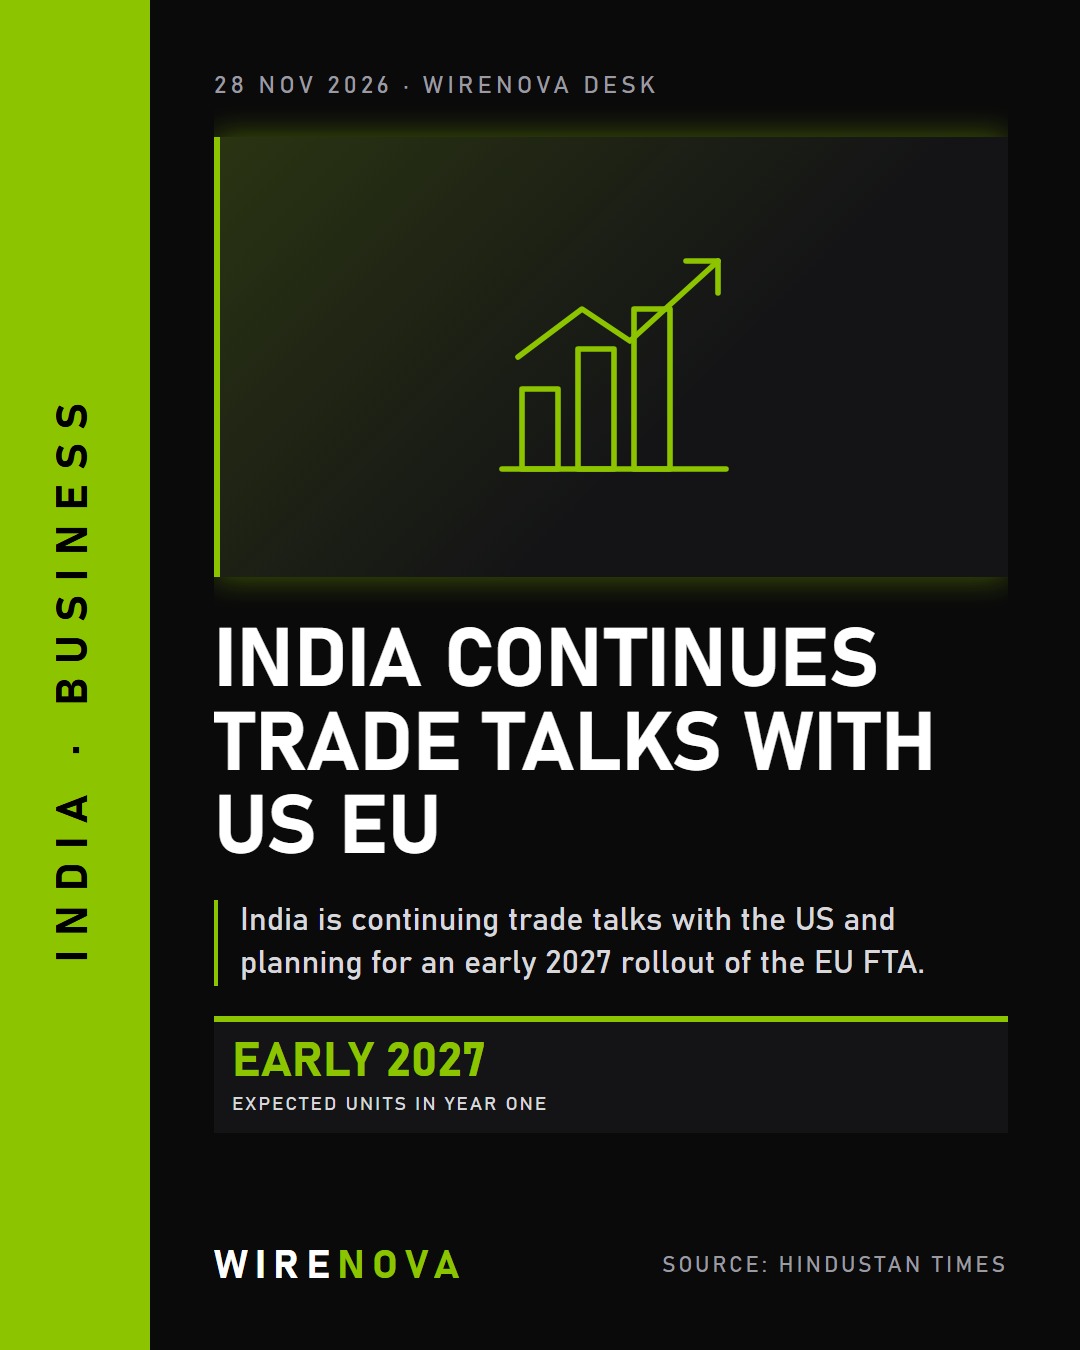 28 NOV 2026 · WIRENOVA DESK
INDIA · BUSINESS
INDIA CONTINUES
TRADE TALKS WITH
US EU
India is continuing trade talks with the US and
planning for an early 2027 rollout of the EU FTA.
EARLY 2027
EXPECTED UNITS IN YEAR ONE
WIRENOVA
SOURCE: HINDUSTAN TIMES